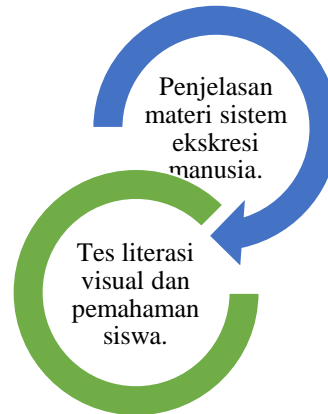 Penjelasan
materi sistem
ekskresi
manusia.
Tes literasi
visual dan
pemahaman
siswa.